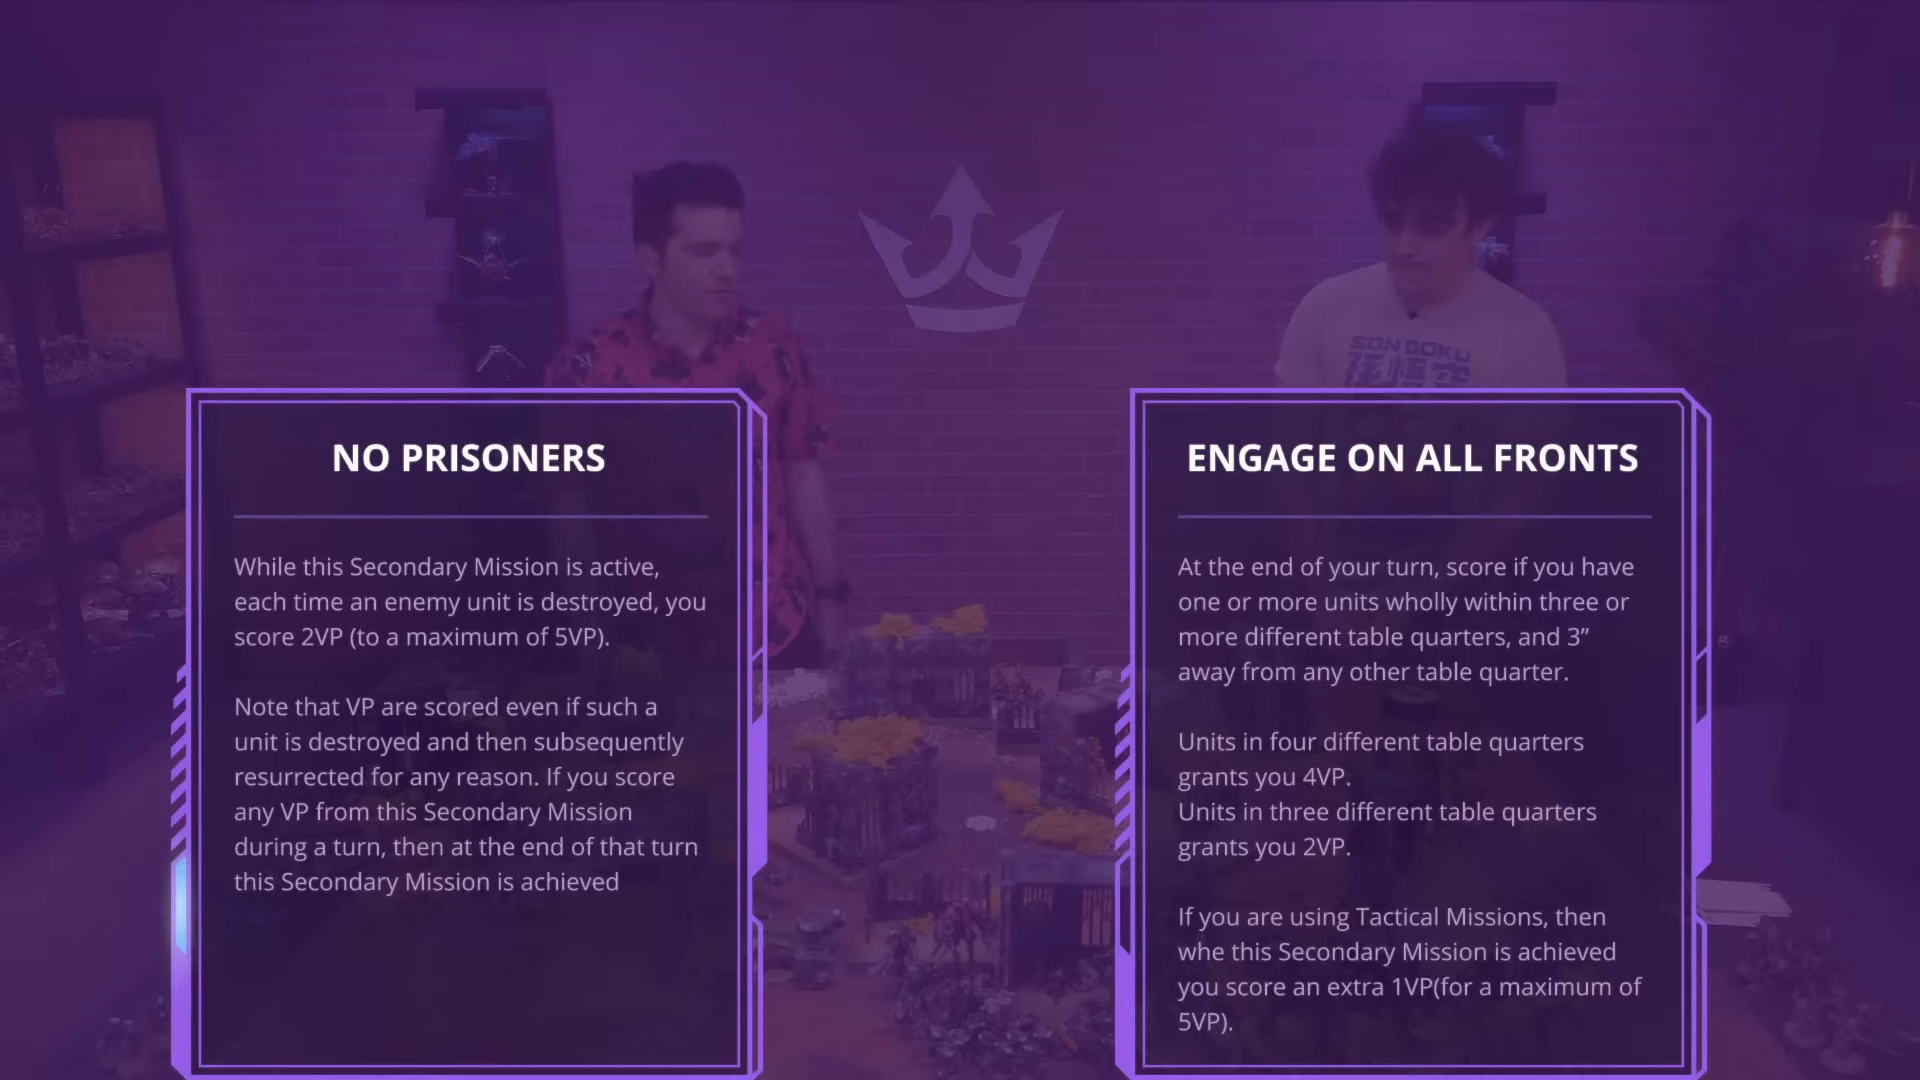 SON GOKU
NO PRISONERS
While this Secondary Mission is active,
each time an enemy unit is destroyed, you
score 2VP (to a maximum of 5VP).
Note that VP are scored even if such a
unit is destroyed and then subsequently
resurrected for any reason. If you score
any VP from this Secondary Mission
during a turn, then at the end of that turn
this Secondary Mission is achieved
ENGAGE ON ALL FRONTS
At the end of your turn, score if you have
one or more units wholly within three or
more different table quarters, and 3”
away from any other table quarter.
Units in four different table quarters
grants you 4VP.
Units in three different table quarters
grants you 2VP.
If you are using Tactical Missions, then
whe this Secondary Mission is achieved
you score an extra 1VP(for a maximum of
5VP).